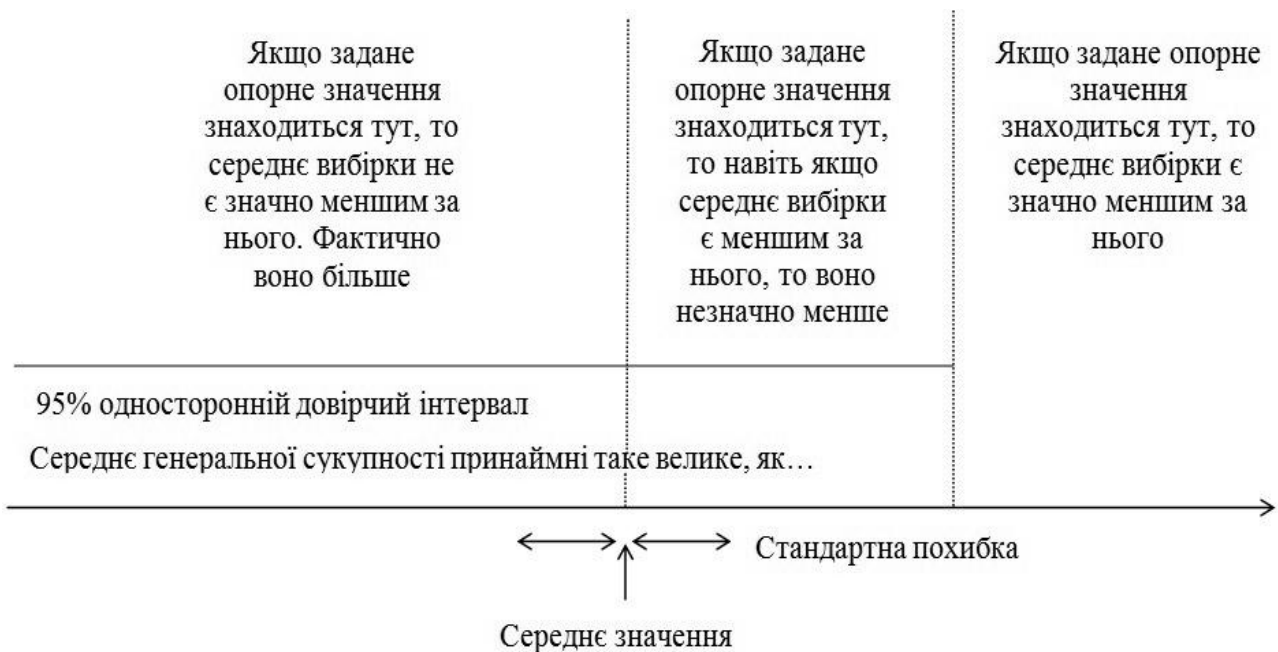 Якщо задане
опорне значення
знаходиться тут, то
середнє вибірки не
є значно меншим за
нього. Фактично
воно більше
Якщо задане
опорне значення
знаходиться тут,
то навіть якщо
середнє вибірки
є меншим за
нього, то воно
незначно менше
Якщо задане опорне
значення
знаходиться тут, то
середнє вибірки є
значно меншим за
нього
95% односторонній довірчий інтервал
Середнє генеральної сукупності принаймні таке велике, як…
Стандартна похибка
Середнє значення